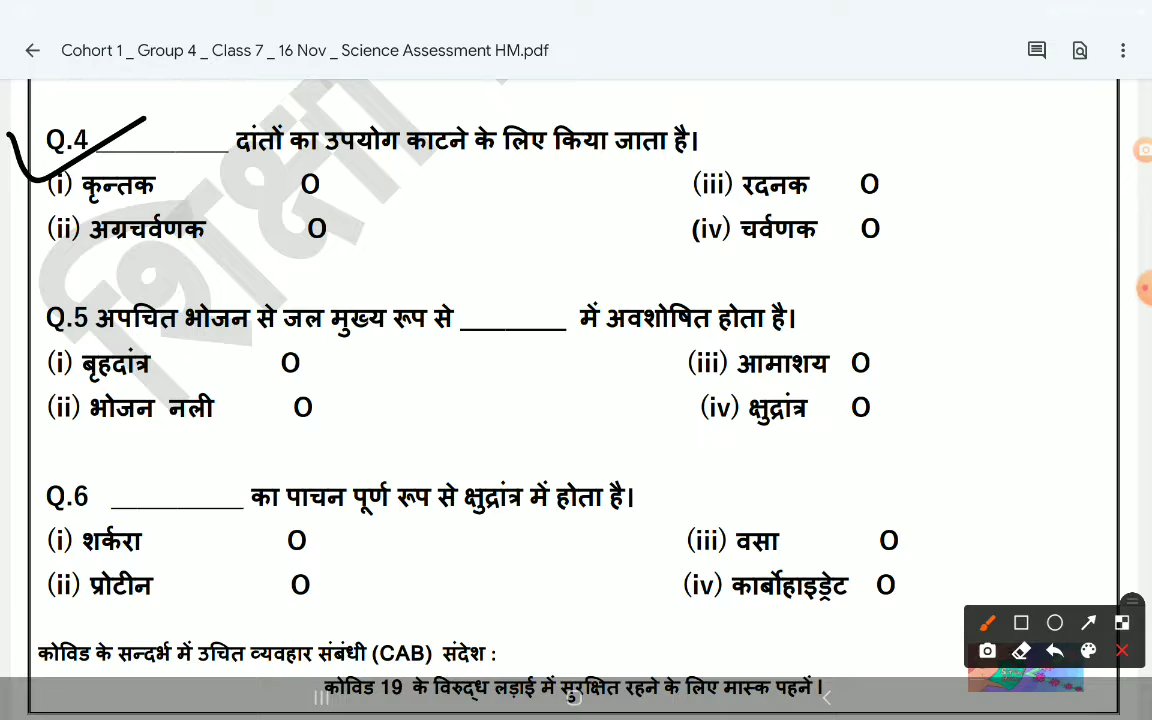 Cohort 1 _ Group 4 _ Class 7 _ 16 Nov _ Science Assessment HM.pdf
शिक्षा
Q.4 ___________ दांतों का उपयोग काटने के लिए किया जाता है।
(i) कृन्तक O (iii) रदनक O
(ii) अग्रचर्वणक O (iv) चर्वणक O
Q.5 अपचित भोजन से जल मुख्य रूप से _________ में अवशोषित होता है।
(i) बृहदांत्र O (iii) आमाशय O
(ii) भोजन नली O (iv) क्षुद्रांत्र O
Q.6 ___________ का पाचन पूर्ण रूप से क्षुद्रांत्र में होता है।
(i) शर्करा O (iii) वसा O
(ii) प्रोटीन O (iv) कार्बोहाइड्रेट O
कोविड के सन्दर्भ में उचित व्यवहार संबंधी (CAB) संदेश :
कोविड 19 के विरुद्ध लड़ाई में सुरक्षित रहने के लिए मास्क पहनें।